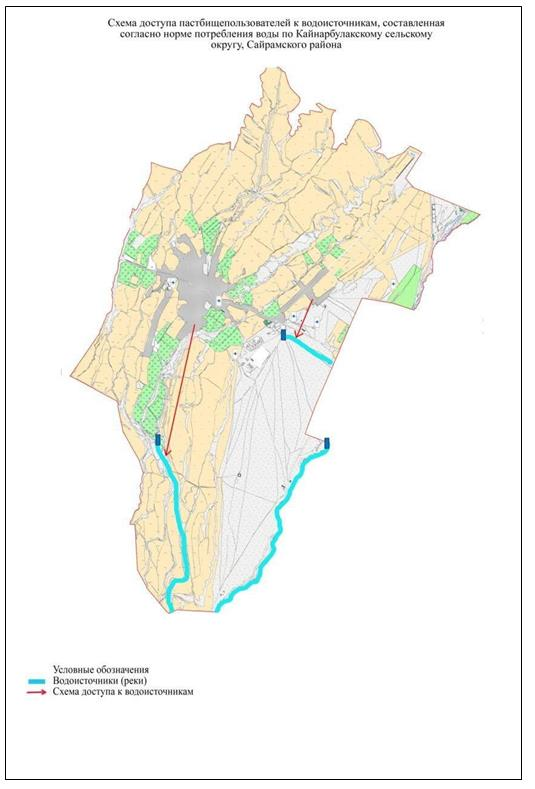 Схема доступа пастбищепользователей к водоисточникам, составленная
согласно норме потребления воды по Кайнарбулакскому сельскому
округу, Сайрамского района
6
Условные обозначения
Водоисточники (реки)
Схема доступа к водоисточникам